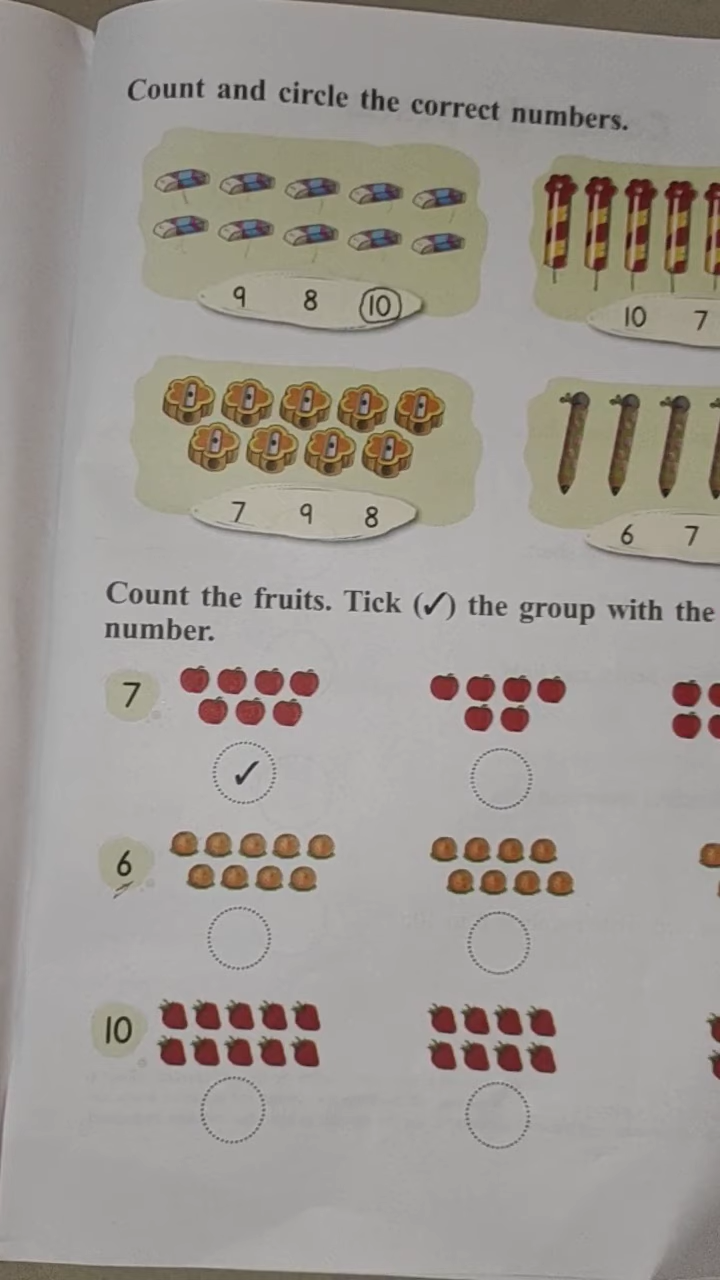 Count and circle the correct numbers.
9 8 10
10 7
7 9 8
6 7
Count the fruits. Tick (✓) the group with the
number.
7
✓
6
10